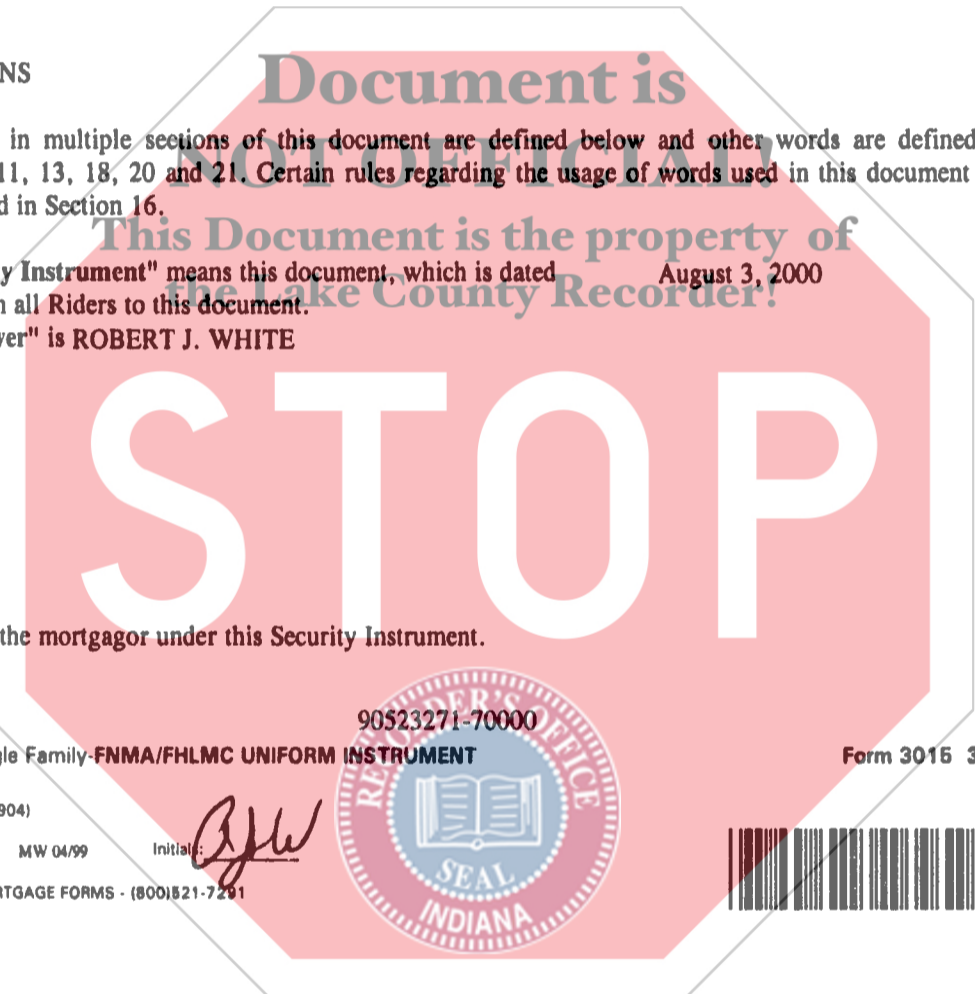 NS
Document is
in multiple sections of this document are defined below and other words are defined
NOT OFFICIAL!
11, 13, 18, 20 and 21. Certain rules regarding the usage of words used in this document
d in Section 16.
This Document is the property of
y Instrument" means this document, which is dated August 3, 2000
the Lake County Recorder!
n all Riders to this document.
ver" is ROBERT J. WHITE
STOP
the mortgagor under this Security Instrument.
90523271-70000
gle Family-FNMA/FHLMC UNIFORM INSTRUMENT Form 3015 3
904)
MW 04/99 Initials: RJW
RTGAGE FORMS - (800)521-7291
RECORDER'S OFFICE
SEAL
INDIANA